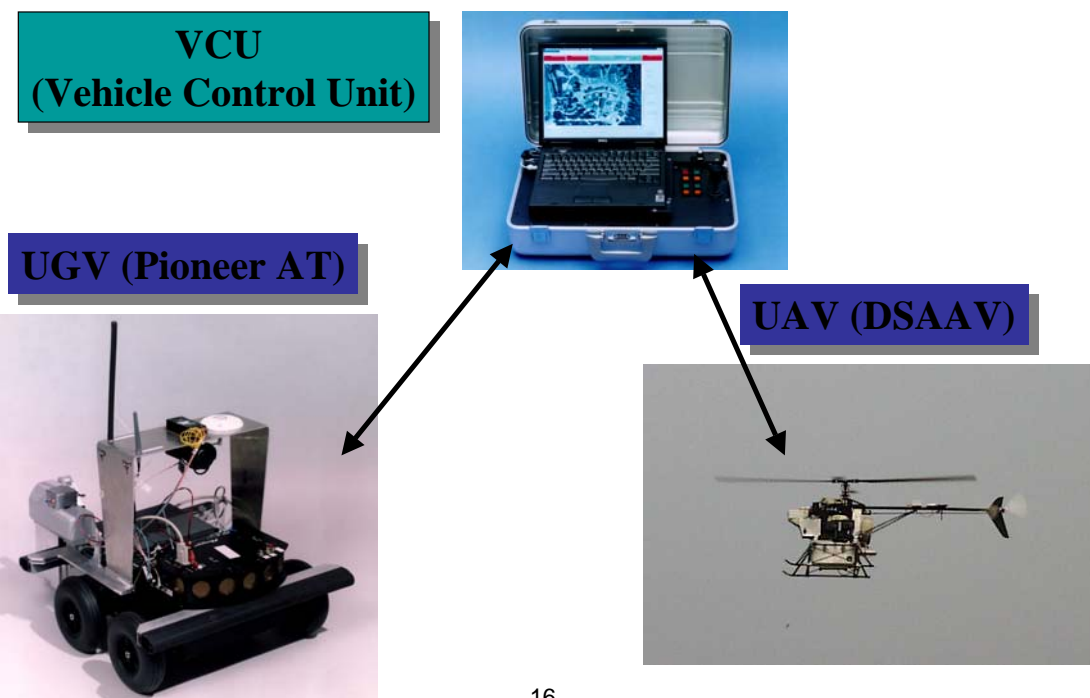 VCU
(Vehicle Control Unit)
UGV (Pioneer AT)
UAV (DSAAV)
16